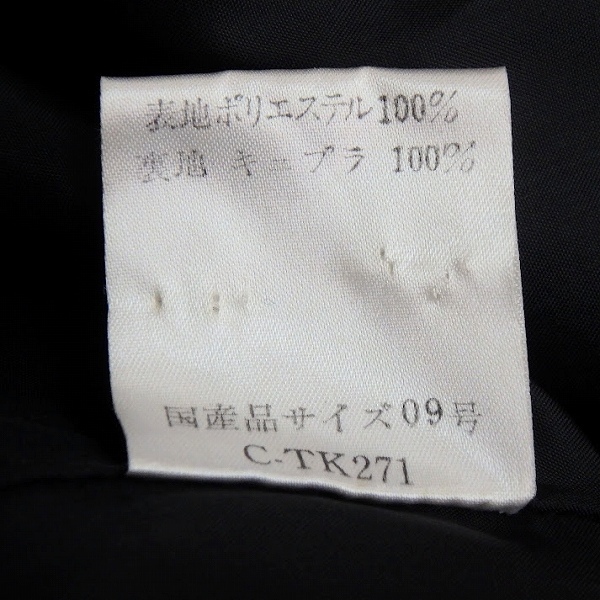 表地ポリエステル100%
裏地 キュプラ 100%
国産品サイズ09号
C-TK271